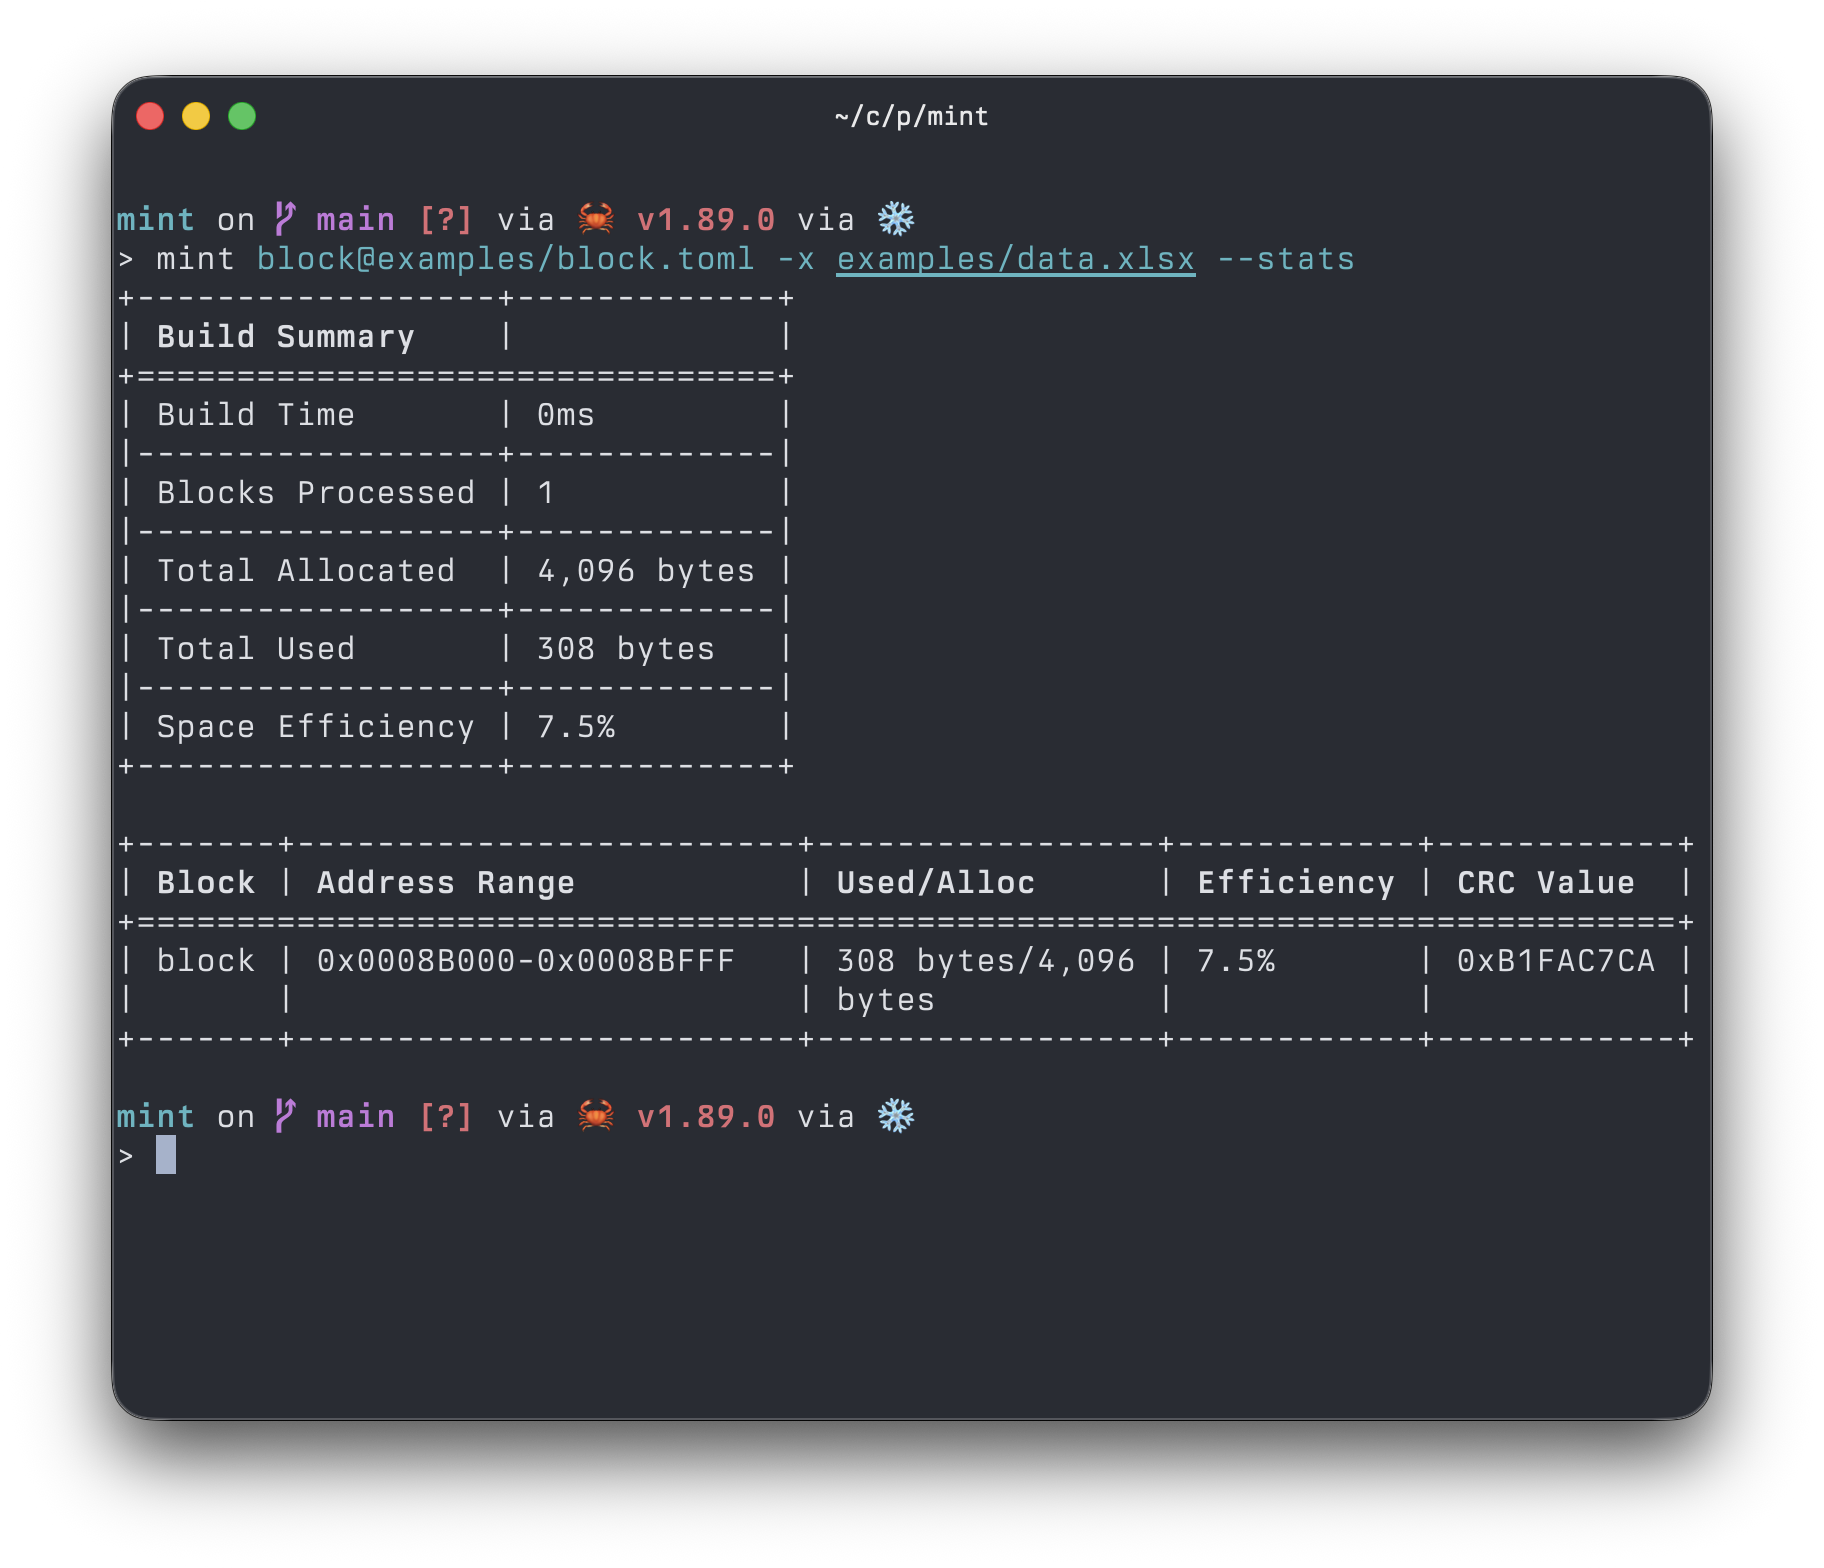 ~/c/p/mint
mint on main [?] via 🦀 v1.89.0 via ❄️
> mint block@examples/block.toml -x examples/data.xlsx --stats
+------------------+-------------+
| Build Summary    |             |
+================================+
| Build Time       | 0ms         |
|------------------+-------------|
| Blocks Processed | 1           |
|------------------+-------------|
| Total Allocated  | 4,096 bytes |
|------------------+-------------|
| Total Used       | 308 bytes   |
|------------------+-------------|
| Space Efficiency | 7.5%        |
+------------------+-------------+
+-------+-------------------------+-----------------+------------+------------+
| Block | Address Range           | Used/Alloc      | Efficiency | CRC Value  |
+=============================================================================+
| block | 0x0008B000-0x0008BFFF   | 308 bytes/4,096 | 7.5%       | 0xB1FAC7CA |
|       |                         | bytes           |            |            |
+-------+-------------------------+-----------------+------------+------------+
mint on main [?] via 🦀 v1.89.0 via ❄️
>